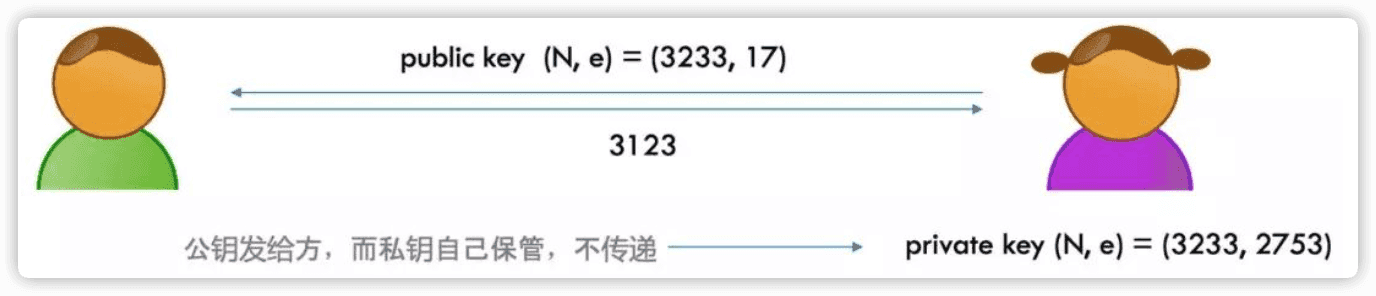 public key (N, e) = (3233, 17)
3123
公钥发给方，而私钥自己保管，不传递
private key (N, e) = (3233, 2753)